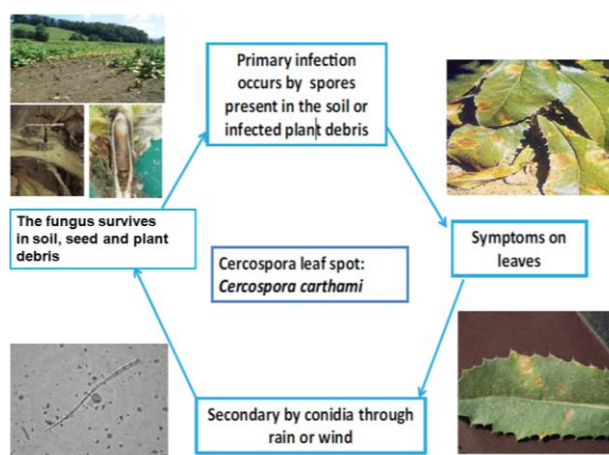 Primary infection
occurs by spores
present in the soil or
infected plant debris
The fungus survives
in soil, seed and plant
debris
Symptoms on
leaves
Cercospora leaf spot:
Cercospora carthami
Secondary by conidia through
rain or wind